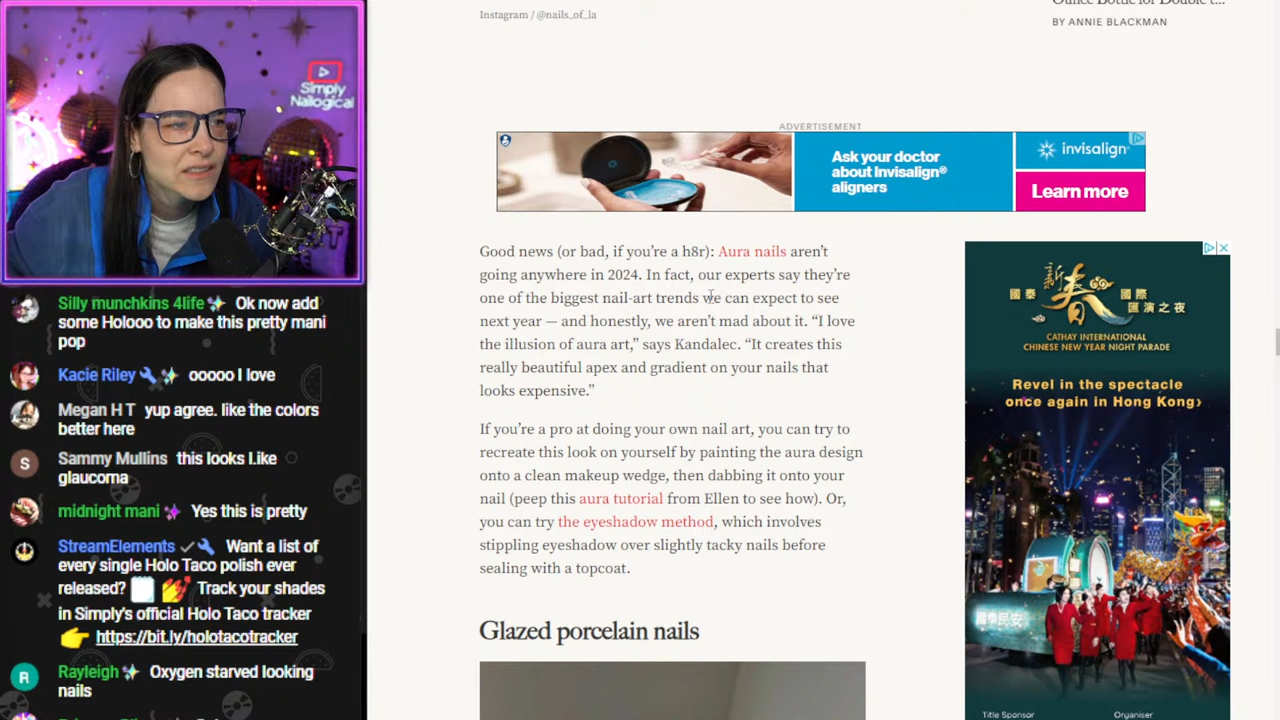 Simply
Nailogical
Silly munchkins 4life Ok now add
some Holooo to make this pretty mani
pop
Kacie Riley ooooo I love
Megan H T yup agree. like the colors
better here
Sammy Mullins this looks l.ike
glaucoma
midnight mani Yes this is pretty
StreamElements Want a list of
every single Holo Taco polish ever
released? Track your shades
in Simply's official Holo Taco tracker
https://bit.ly/holotacotracker
Rayleigh Oxygen starved looking
nails
Instagram / @nails_of_la
BY ANNIE BLACKMAN
ADVERTISEMENT
Ask your doctor
about Invisalign®
aligners
invisalign
Learn more
Good news (or bad, if you're a h8r): Aura nails aren't
going anywhere in 2024. In fact, our experts say they're
one of the biggest nail-art trends we can expect to see
next year — and honestly, we aren't mad about it. “I love
the illusion of aura art,” says Kandalec. “It creates this
really beautiful apex and gradient on your nails that
looks expensive.”
If you're a pro at doing your own nail art, you can try to
recreate this look on yourself by painting the aura design
onto a clean makeup wedge, then dabbing it onto your
nail (peep this aura tutorial from Ellen to see how). Or,
you can try the eyeshadow method, which involves
stippling eyeshadow over slightly tacky nails before
sealing with a topcoat.
Glazed porcelain nails
國泰 新春 國際
匯演之夜
CATHAY INTERNATIONAL
CHINESE NEW YEAR NIGHT PARADE
Revel in the spectacle
once again in Hong Kong›
Title Sponsor
Organiser